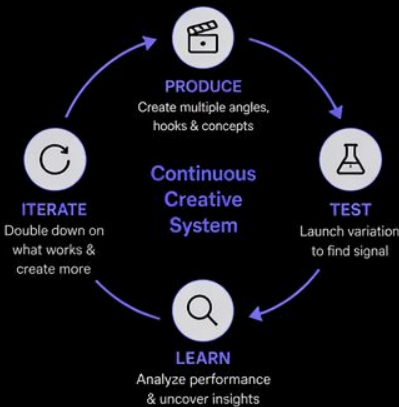 PRODUCE
Create multiple angles,
hooks & concepts
Continuous
Creative
System
ITERATE
Double down on
what works &
create more
TEST
Launch variation
to find signal
LEARN
Analyze performance
& uncover insights